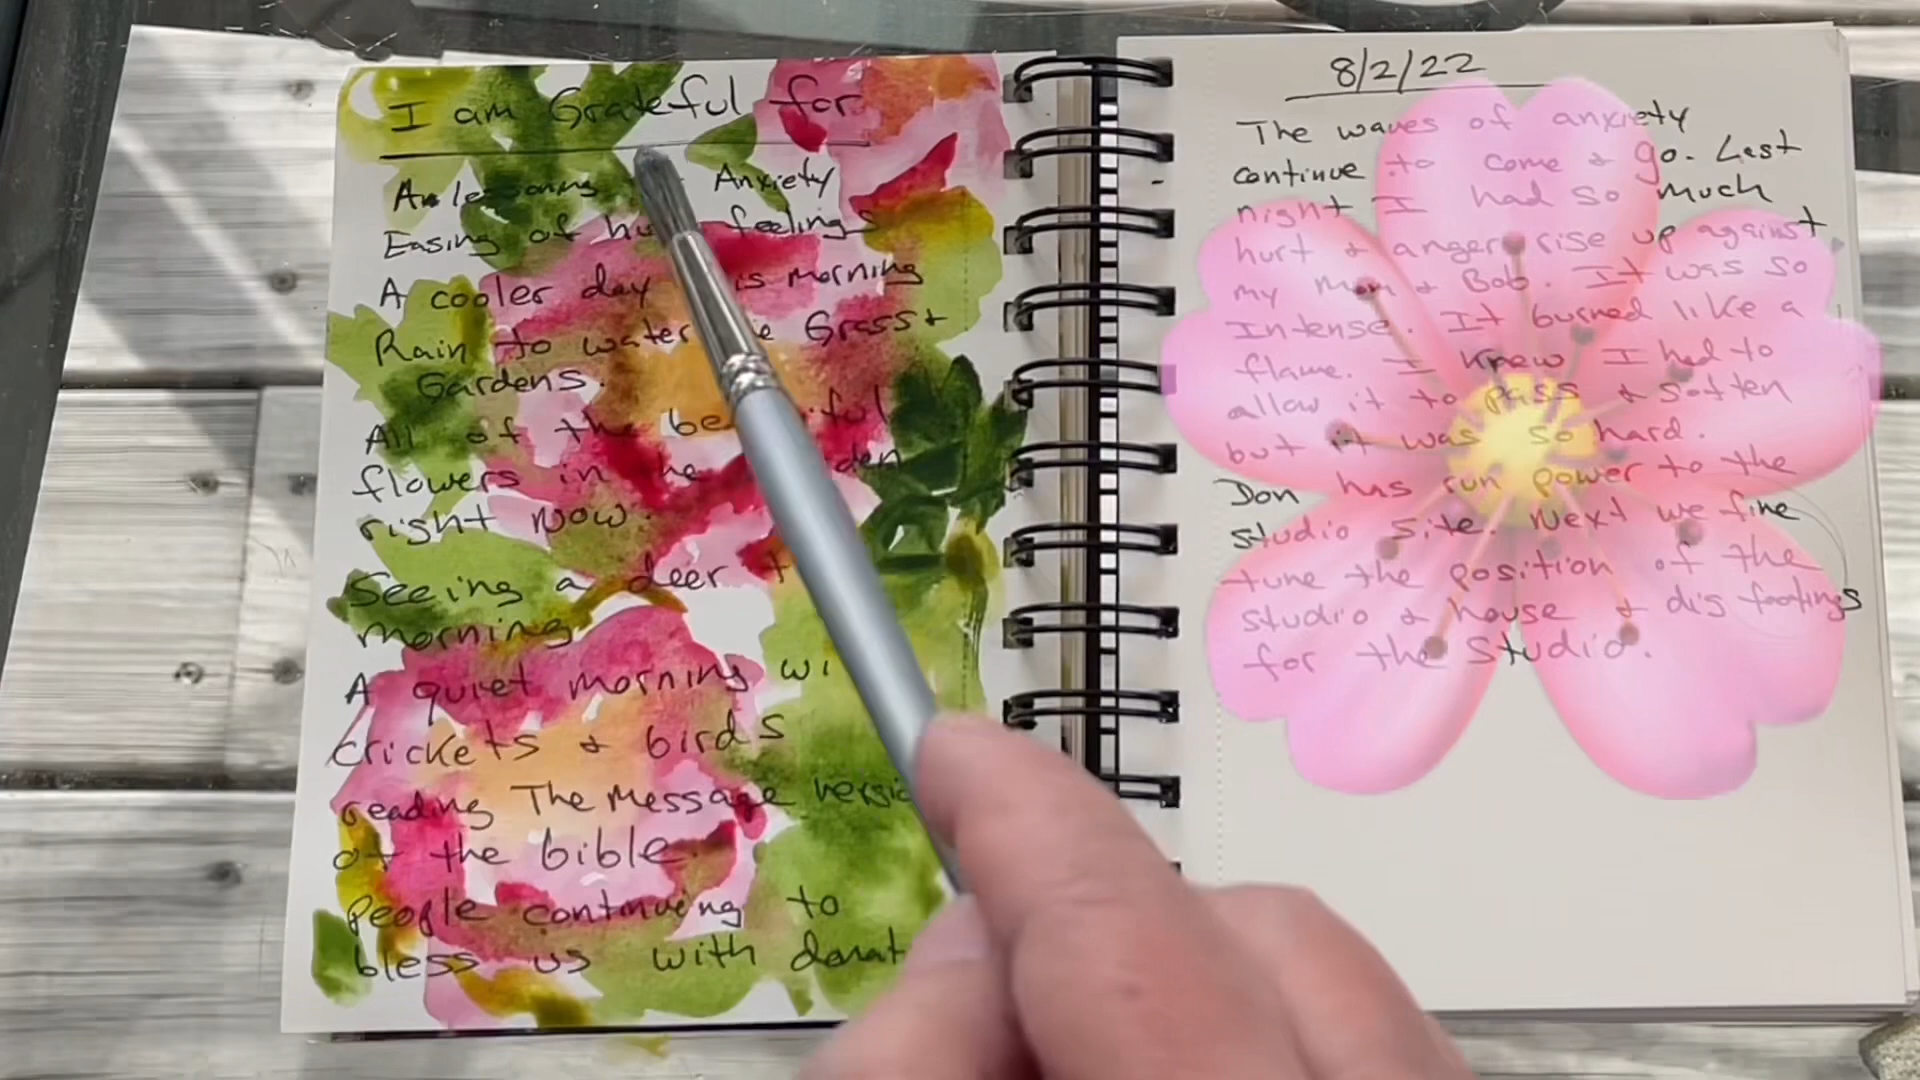 I am Grateful for
An lessoning Anxiety
Easing of feelings
A cooler day is morning
Rain to water Grass &
Gardens.
All of the
flowers in
right now.
Seeing a deer
morning.
A quiet morning
crickets & birds
reading The Message
of the bible.
People continueing to
bless us with
8/2/22
The waves of anxiety
continue to come & go. Last
night I had so much
hurt & anger rise up against
my Mom & Bob. It was so
Intense. It burned like a
flame. I knew I had to
allow it to pass & soften
but it was so hard.
Don has run power to the
studio site. Next we fine
tune the position of the
studio & house & dig footings
for the studio.